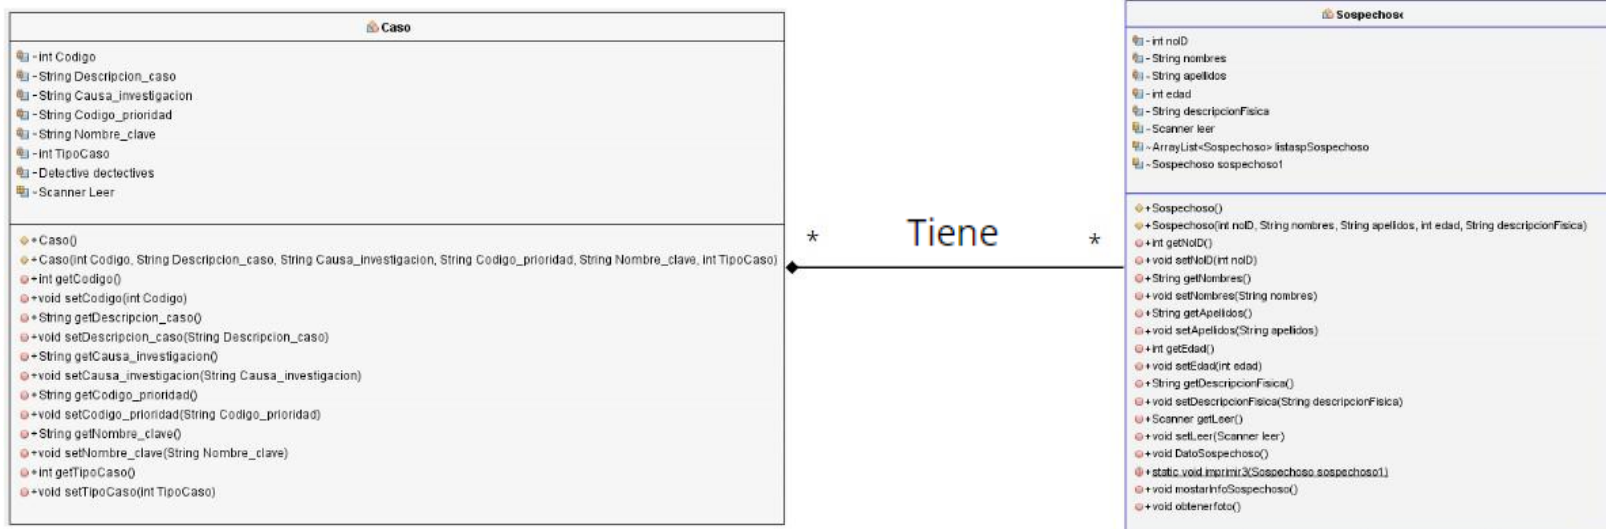 Caso
- int Codigo
- String Descripcion_caso
- String Causa_investigacion
- String Codigo_prioridad
- String Nombre_clave
- int TipoCaso
- Detective dectectives
- Scanner Leer
+ Caso()
+ Caso(int Codigo, String Descripcion_caso, String Causa_investigacion, String Codigo_prioridad, String Nombre_clave, int TipoCaso)
+ int getCodigo()
+ void setCodigo(int Codigo)
+ String getDescripcion_caso()
+ void setDescripcion_caso(String Descripcion_caso)
+ String getCausa_investigacion()
+ void setCausa_investigacion(String Causa_investigacion)
+ String getCodigo_prioridad()
+ void setCodigo_prioridad(String Codigo_prioridad)
+ String getNombre_clave()
+ void setNombre_clave(String Nombre_clave)
+ int getTipoCaso()
+ void setTipoCaso(int TipoCaso)
* Tiene *
Sospechoso
- int noID
- String nombres
- String apellidos
- int edad
- String descripcionFisica
~ Scanner leer
~ ArrayList<Sospechoso> listaspSospechoso
~ Sospechoso sospechoso1
+ Sospechoso()
+ Sospechoso(int noID, String nombres, String apellidos, int edad, String descripcionFisica)
+ int getNoID()
+ void setNoID(int noID)
+ String getNombres()
+ void setNombres(String nombres)
+ String getApellidos()
+ void setApellidos(String apellidos)
+ int getEdad()
+ void setEdad(int edad)
+ String getDescripcionFisica()
+ void setDescripcionFisica(String descripcionFisica)
+ Scanner getLeer()
+ void setLeer(Scanner leer)
+ void DatoSospechoso()
+ static void imprimir3(Sospechoso sospechoso1)
+ void mostarInfoSospechoso()
+ void obtenerfoto()